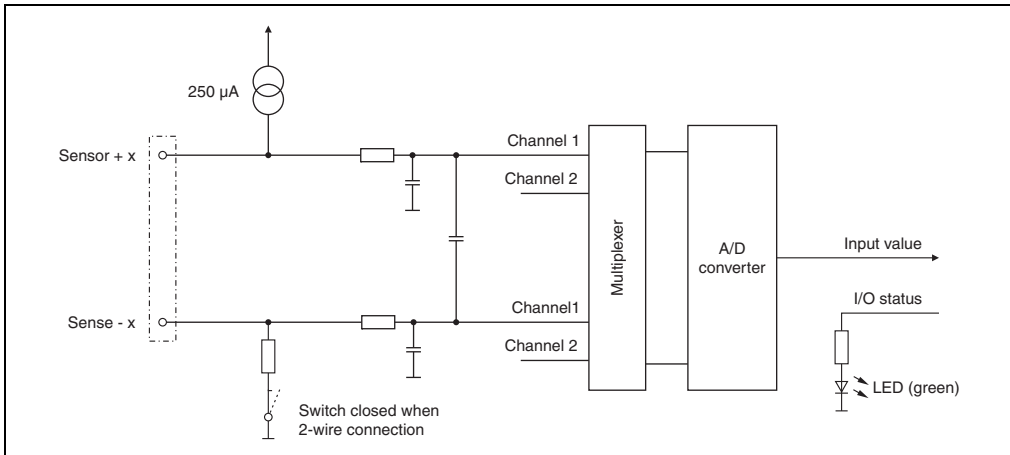 250 µA
Sensor + x
Channel 1
Channel 2
Multiplexer
A/D
converter
Input value
I/O status
Sense - x
Channel1
Channel 2
LED (green)
Switch closed when
2-wire connection